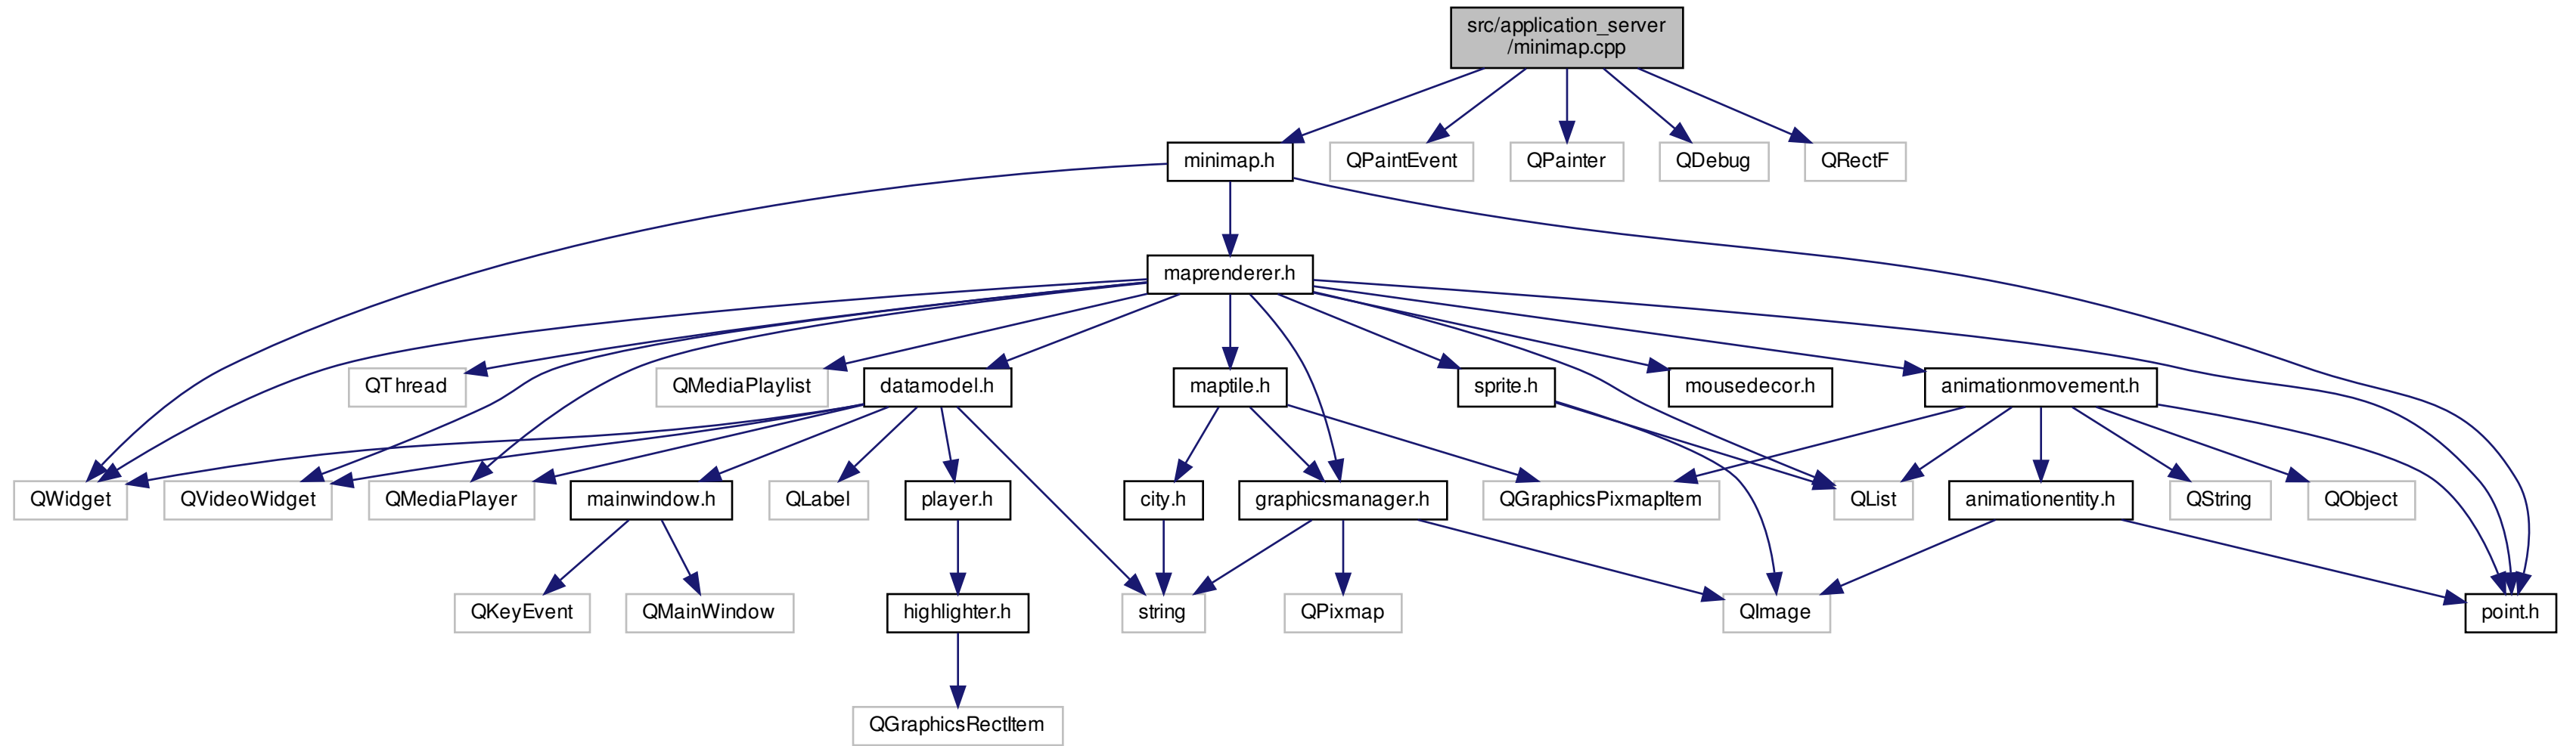 src/application_server
/minimap.cpp
minimap.h
QPaintEvent
QPainter
QDebug
QRectF
maprenderer.h
QThread
QMediaPlaylist
datamodel.h
maptile.h
sprite.h
mousedecor.h
animationmovement.h
QWidget
QVideoWidget
QMediaPlayer
mainwindow.h
QLabel
player.h
city.h
graphicsmanager.h
QGraphicsPixmapItem
QList
animationentity.h
QString
QObject
QKeyEvent
QMainWindow
highlighter.h
string
QPixmap
QImage
point.h
QGraphicsRectItem